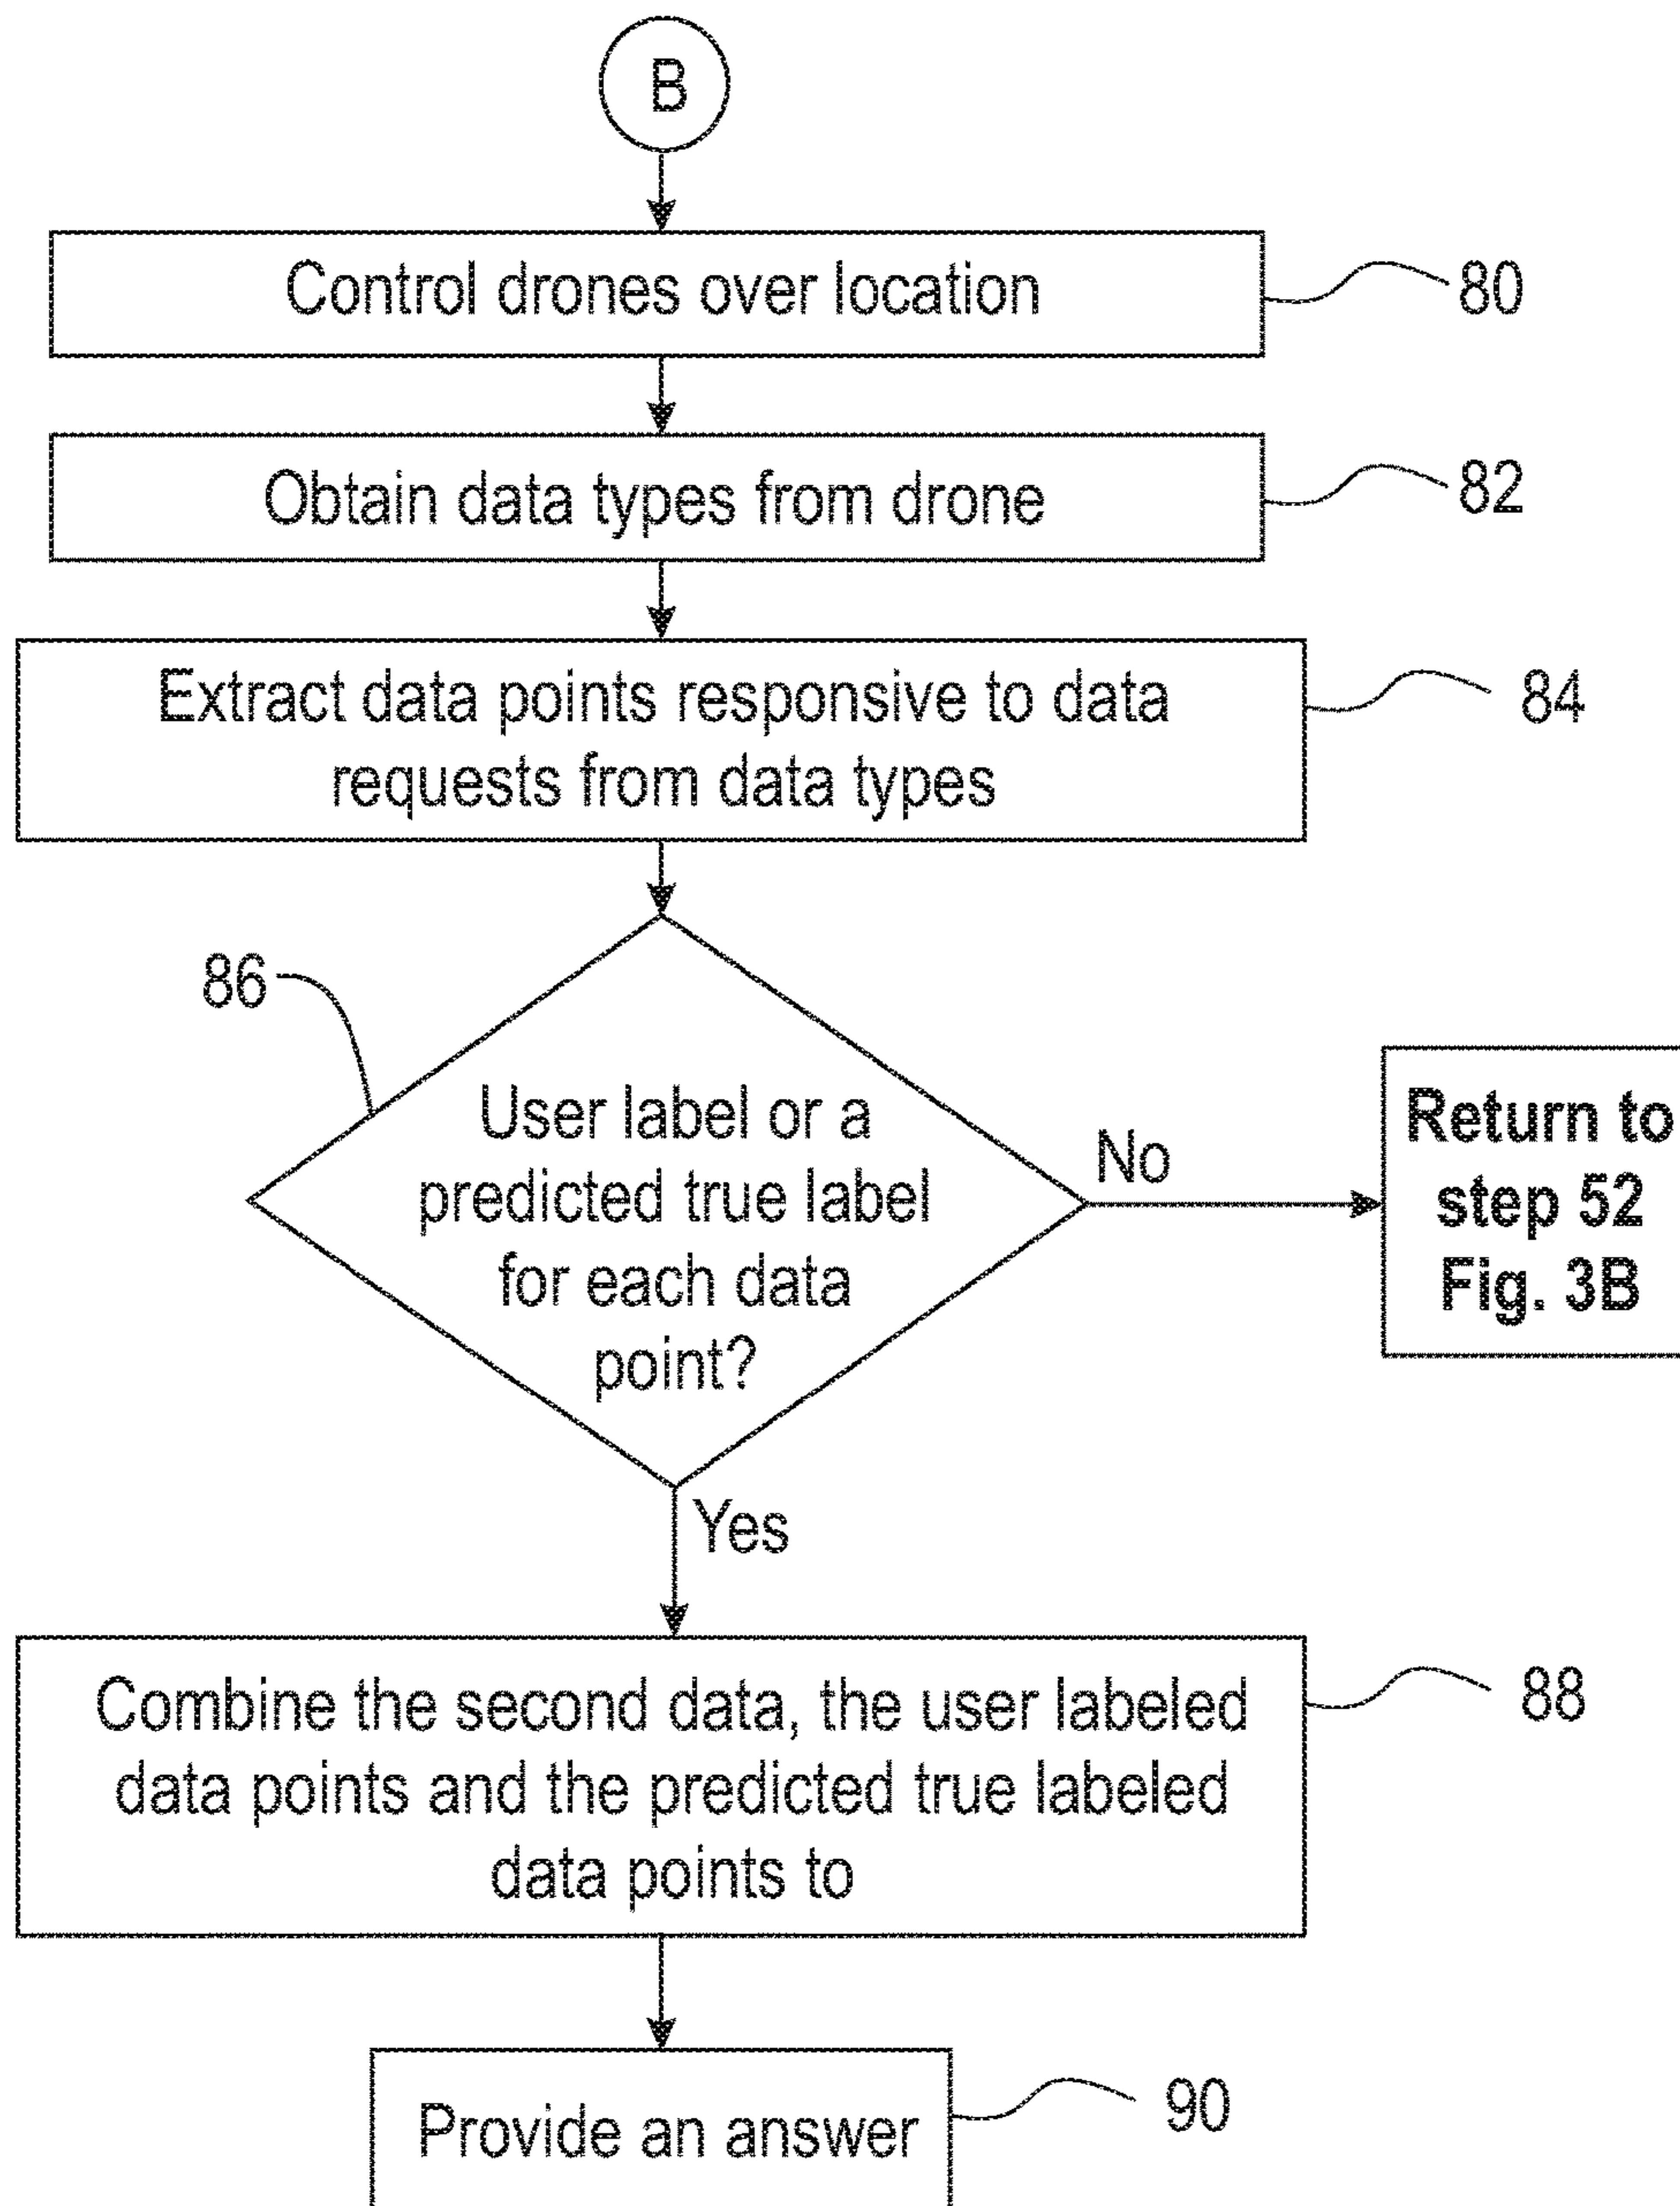 B
Control drones over location
80
Obtain data types from drone
82
Extract data points responsive to data
requests from data types
84
86
User label or a
predicted true label
for each data
point?
No
Return to
step 52
Fig. 3B
Yes
Combine the second data, the user labeled
data points and the predicted true labeled
data points to
88
Provide an answer
90